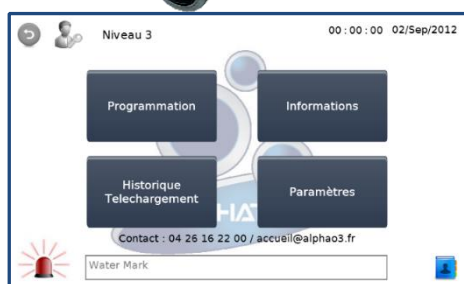 Niveau 3
00 : 00 : 00 02/Sep/2012
Programmation
Informations
Historique
Telechargement
Paramètres
Contact : 04 26 16 22 00 / accueil@alphao3.fr
Water Mark